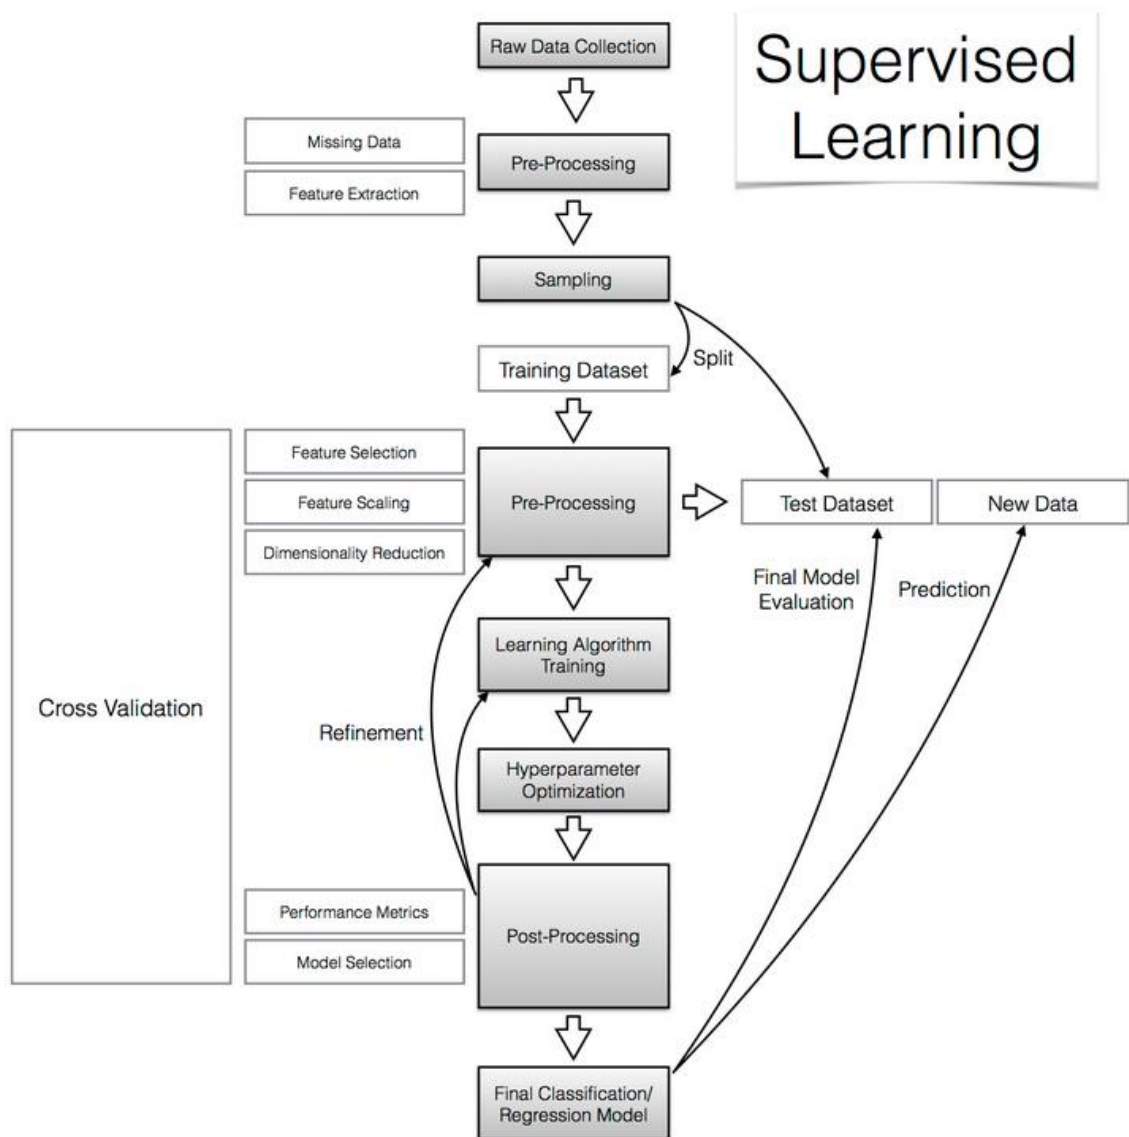 Supervised
Learning
Raw Data Collection
Missing Data
Feature Extraction
Pre-Processing
Sampling
Split
Training Dataset
Cross Validation
Feature Selection
Feature Scaling
Dimensionality Reduction
Pre-Processing
Test Dataset
New Data
Final Model
Evaluation
Prediction
Learning Algorithm
Training
Refinement
Hyperparameter
Optimization
Performance Metrics
Model Selection
Post-Processing
Final Classification/
Regression Model